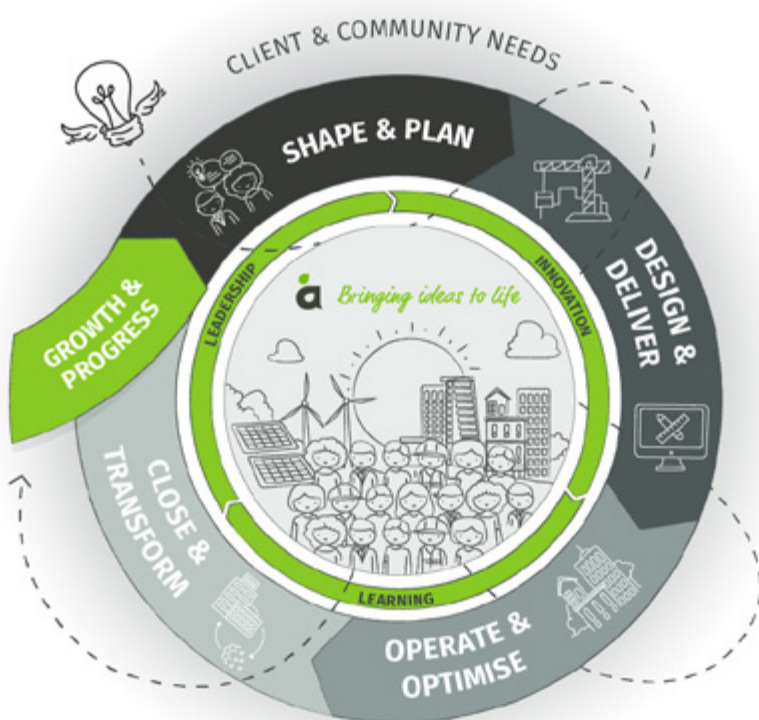 CLIENT & COMMUNITY NEEDS
SHAPE & PLAN
DESIGN &
DELIVER
OPERATE &
OPTIMISE
CLOSE &
TRANSFORM
GROWTH &
PROGRESS
LEADERSHIP
INNOVATION
LEARNING
a Bringing ideas to life